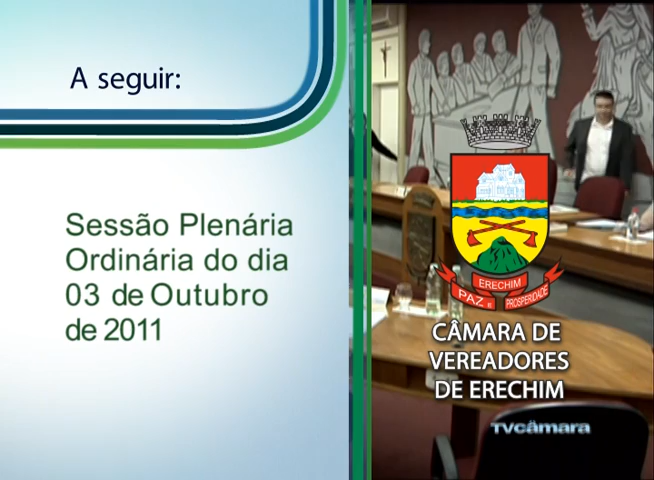 A seguir:
Sessão Plenária
Ordinária do dia
03 de Outubro
de 2011
ERECHIM
PAZ E PROSPERIDADE
CÂMARA DE
VEREADORES
DE ERECHIM
TVcâmara